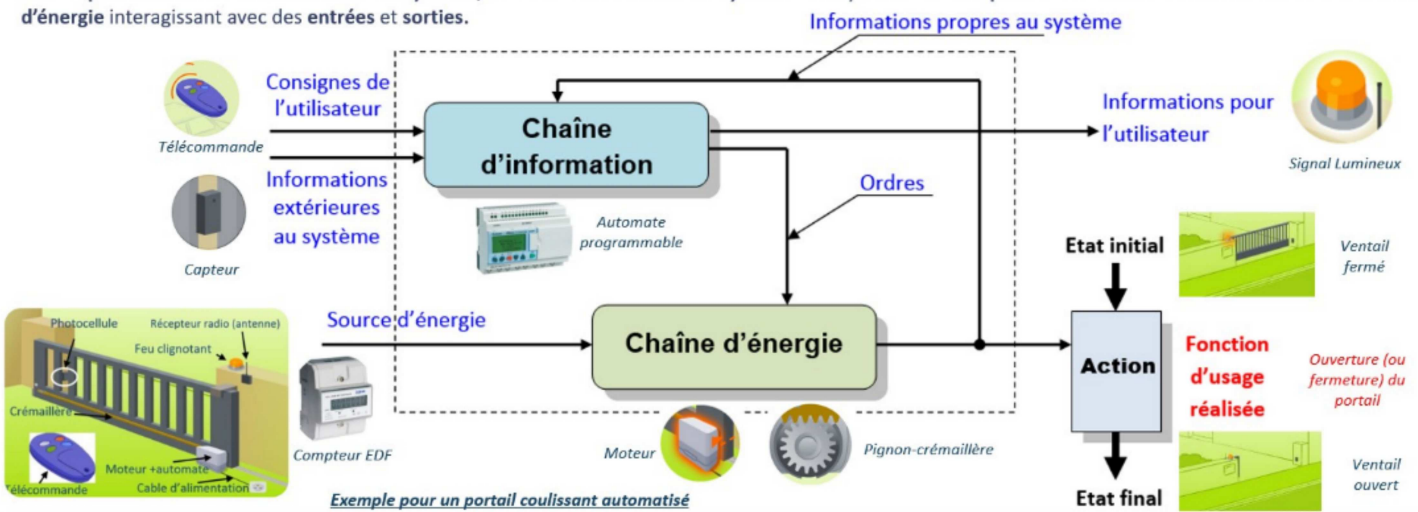 d'énergie interagissant avec des entrées et sorties.
Informations propres au système
Consignes de
l'utilisateur
Télécommande
Chaîne
d'information
Informations pour
l'utilisateur
Signal Lumineux
Informations
extérieures
au système
Capteur
Automate
programmable
Ordres
Etat initial
Ventail
fermé
Source d'énergie
Chaîne d'énergie
Action
Fonction
d'usage
réalisée
Ouverture (ou
fermeture) du
portail
Photocellule
Récepteur radio (antenne)
Feu clignotant
Crémaillère
Moteur +automate
Cable d'alimentation
Télécommande
Compteur EDF
Moteur
Pignon-crémaillère
Etat final
Ventail
ouvert
Exemple pour un portail coulissant automatisé